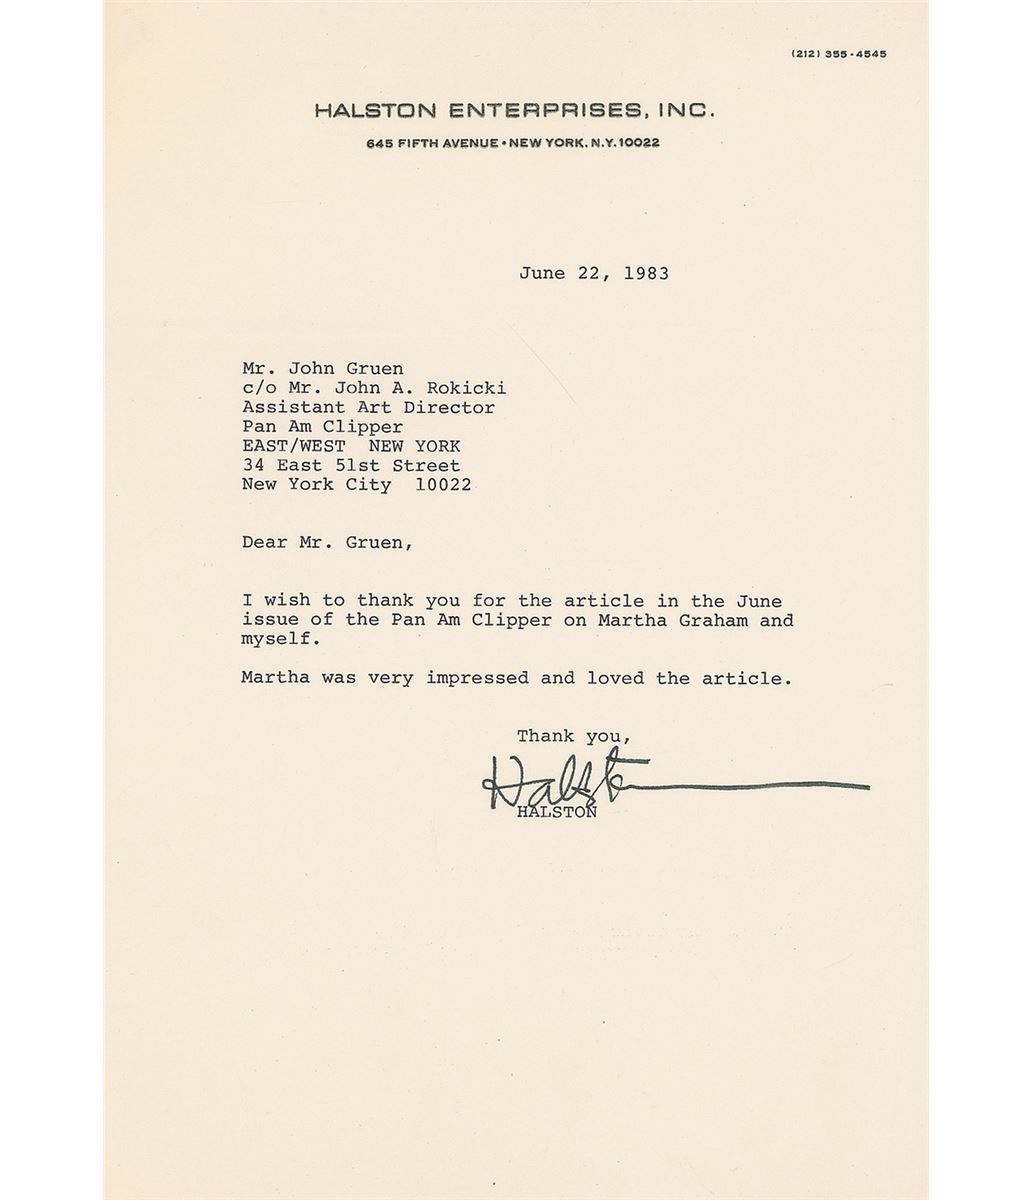 (212) 355-4545
HALSTON ENTERPRISES, INC.
645 FIFTH AVENUE • NEW YORK, N.Y. 10022
June 22, 1983
Mr. John Gruen
c/o Mr. John A. Rokicki
Assistant Art Director
Pan Am Clipper
EAST/WEST  NEW YORK
34 East 51st Street
New York City  10022
Dear Mr. Gruen,
I wish to thank you for the article in the June
issue of the Pan Am Clipper on Martha Graham and
myself.
Martha was very impressed and loved the article.
Thank you,
Halston
HALSTON